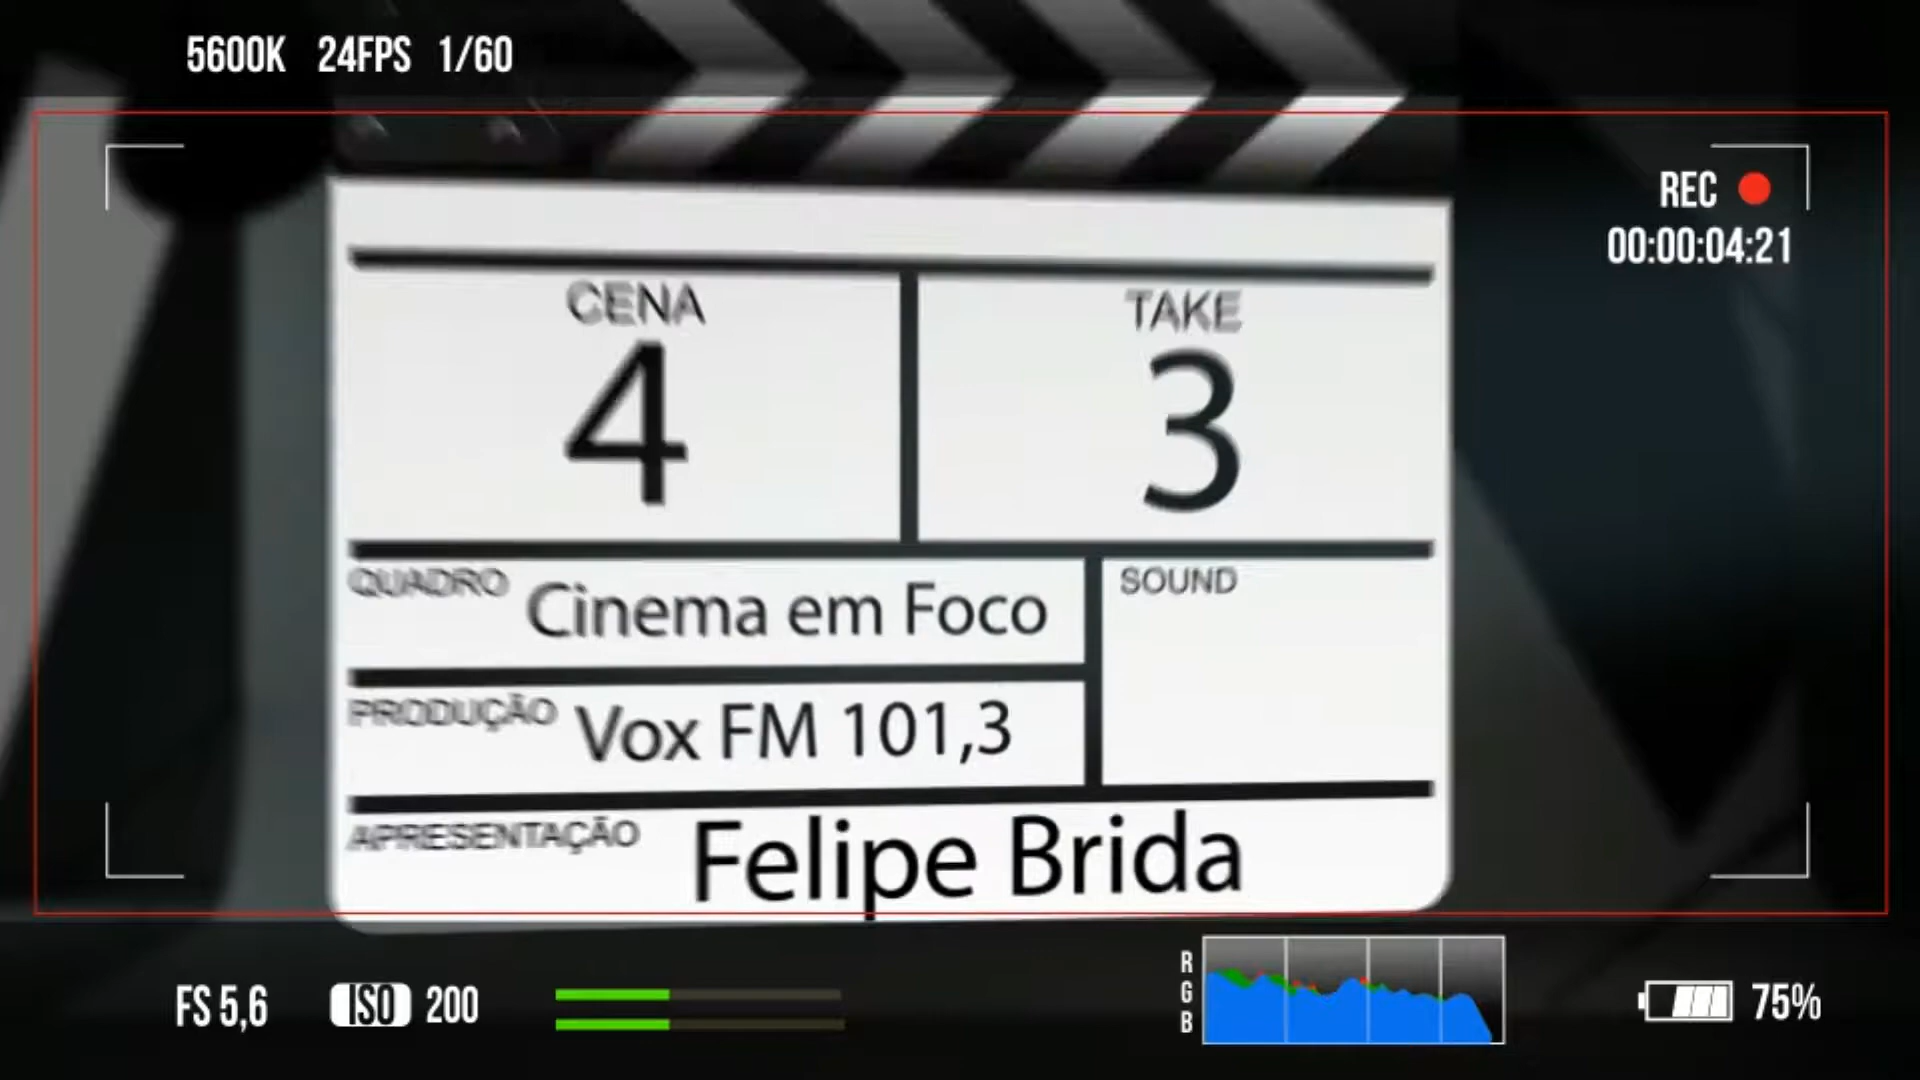 5600K 24FPS 1/60
REC
00:00:04:21
CENA TAKE
4 3
QUADRO Cinema em Foco
SOUND
PRODUÇÃO Vox FM 101,3
APRESENTAÇÃO Felipe Brida
R
G
B
FS 5,6 ISO 200 75%